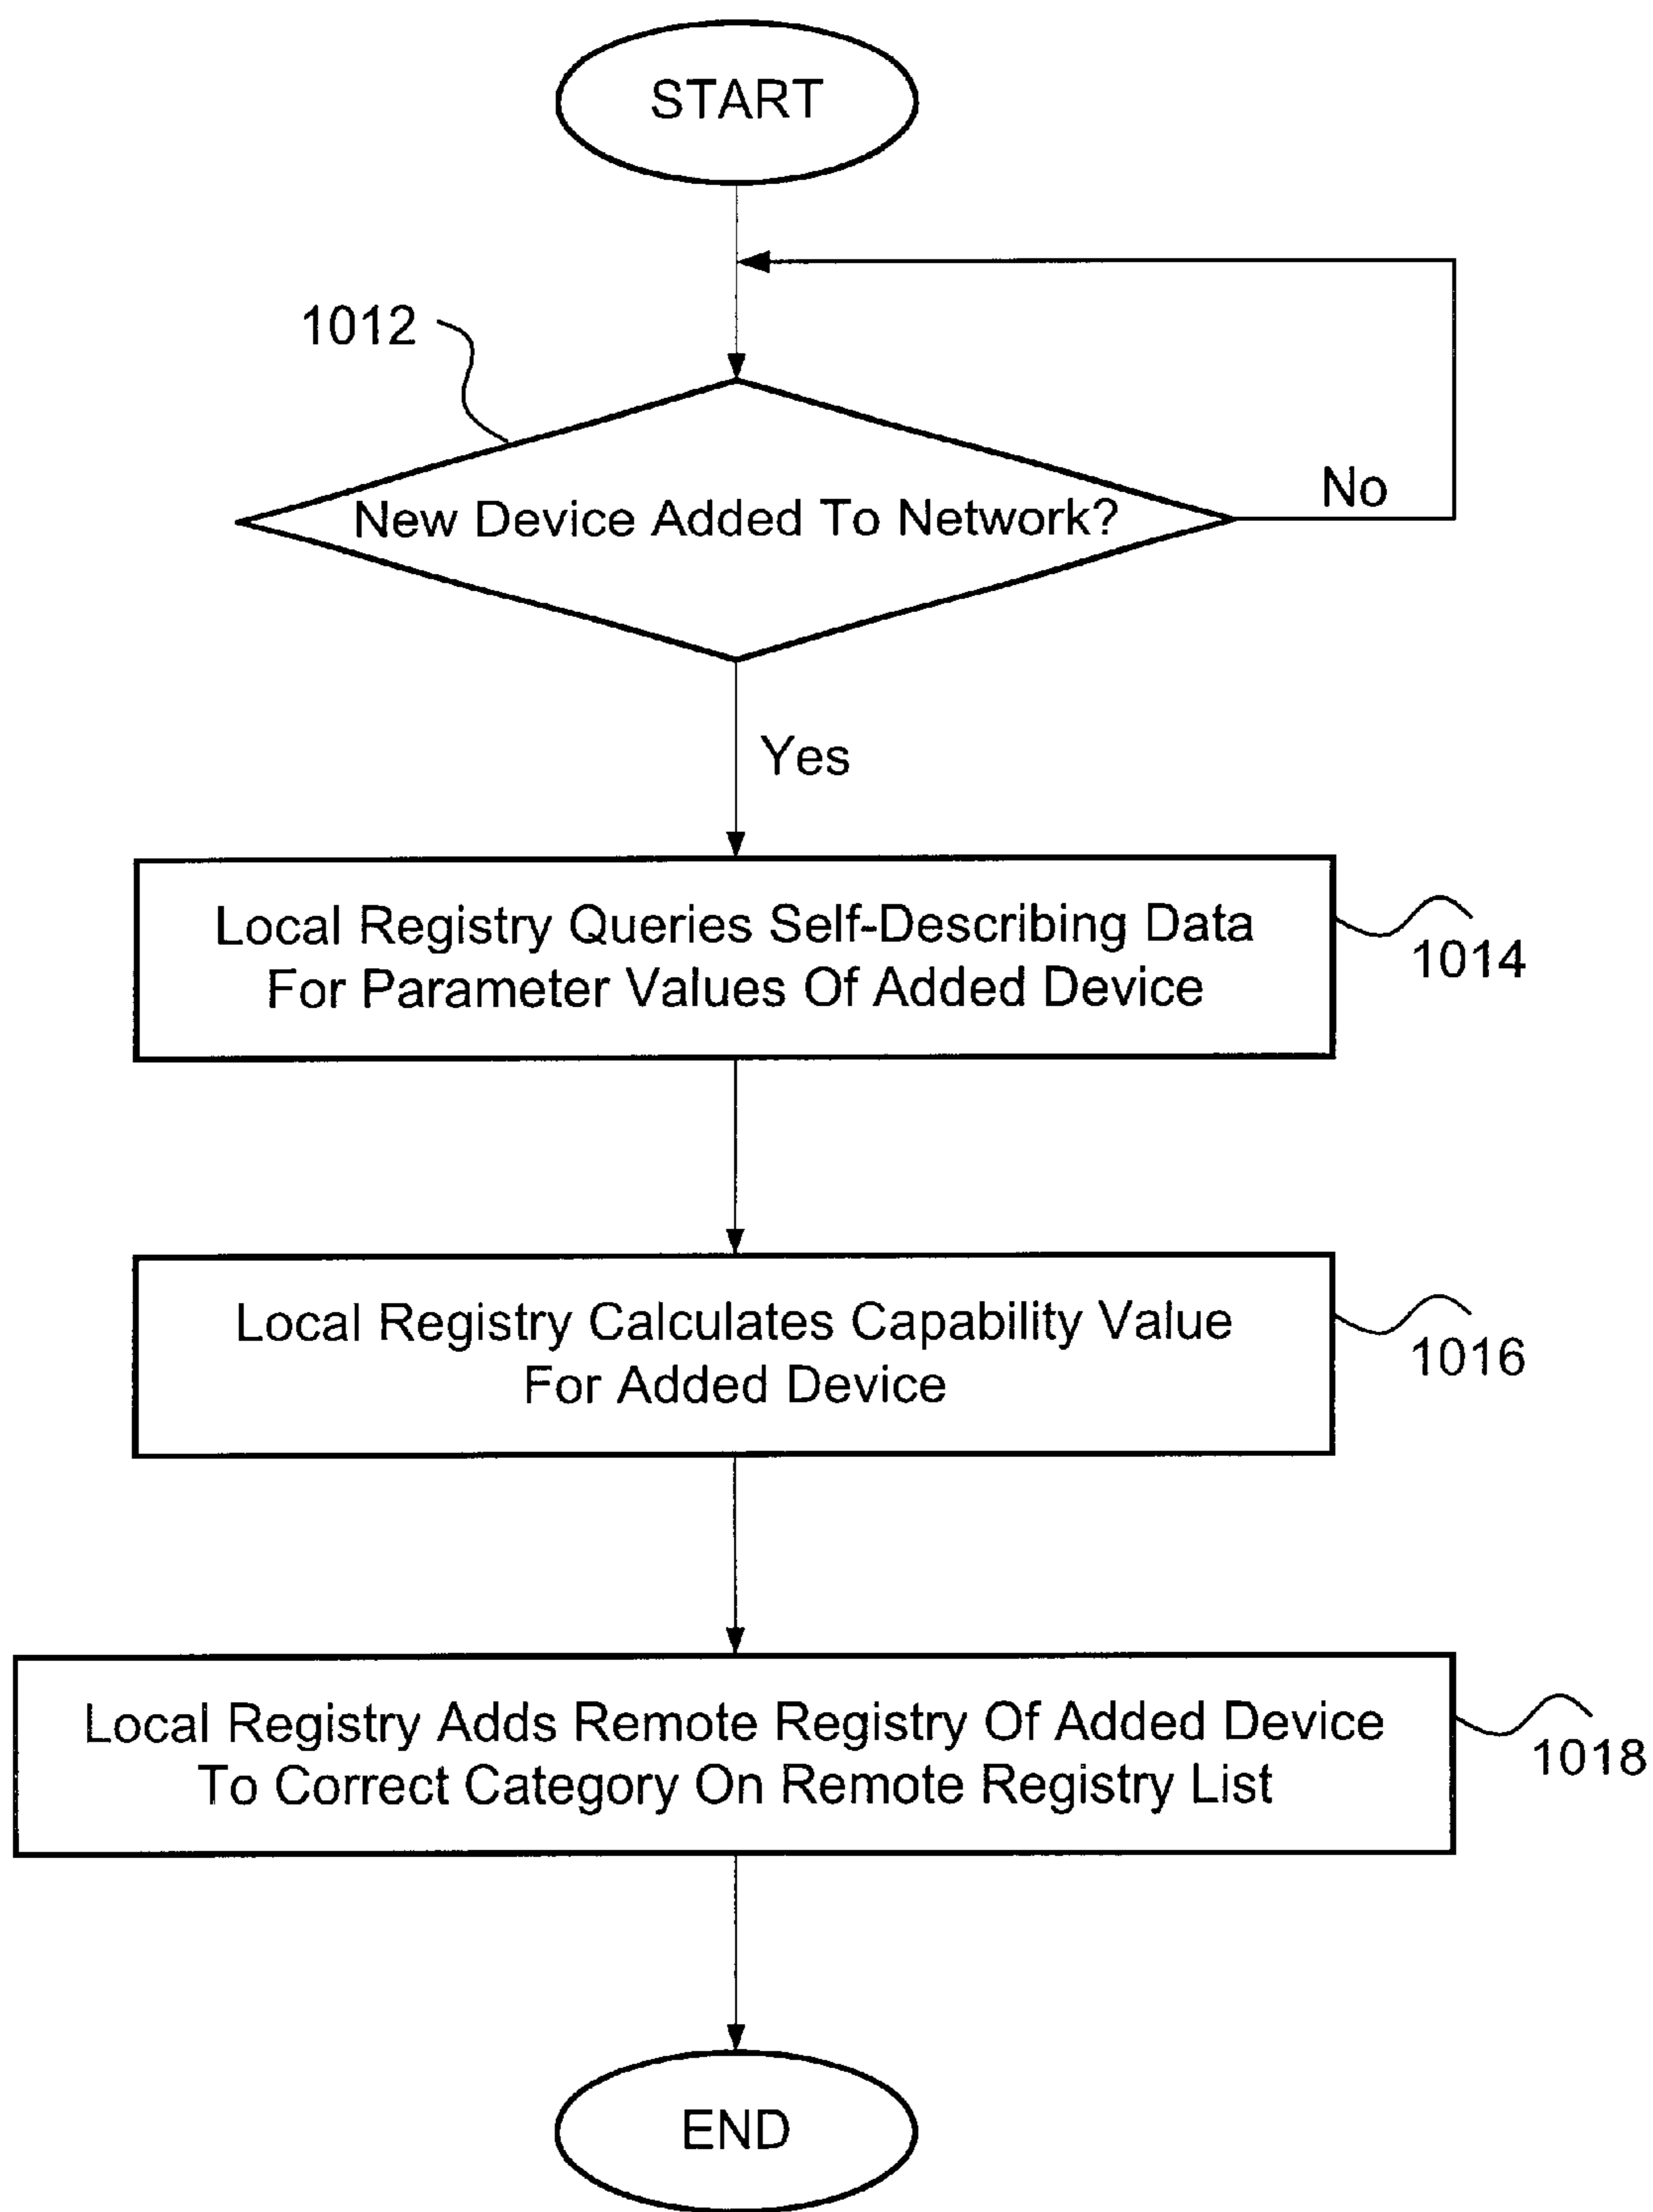 START
1012
New Device Added To Network?
No
Yes
Local Registry Queries Self-Describing Data
For Parameter Values Of Added Device
1014
Local Registry Calculates Capability Value
For Added Device
1016
Local Registry Adds Remote Registry Of Added Device
To Correct Category On Remote Registry List
1018
END